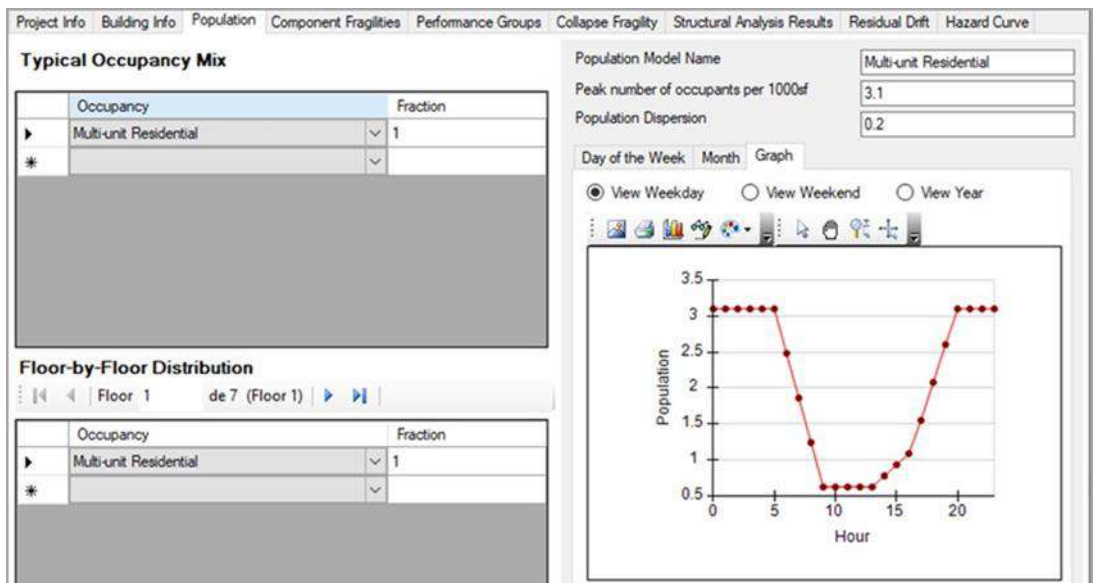 Project Info Building Info Population Component Fragilities Performance Groups Collapse Fragility Structural Analysis Results Residual Drift Hazard Curve
Typical Occupancy Mix
Occupancy Fraction
Multi-unit Residential 1
Floor-by-Floor Distribution
Floor 1 de 7 (Floor 1)
Occupancy Fraction
Multi-unit Residential 1
Population Model Name Multi-unit Residential
Peak number of occupants per 1000sf 3.1
Population Dispersion 0.2
Day of the Week Month Graph
View Weekday View Weekend View Year
3.5
3
2.5
2
1.5
1
0.5
Population
0 5 10 15 20
Hour